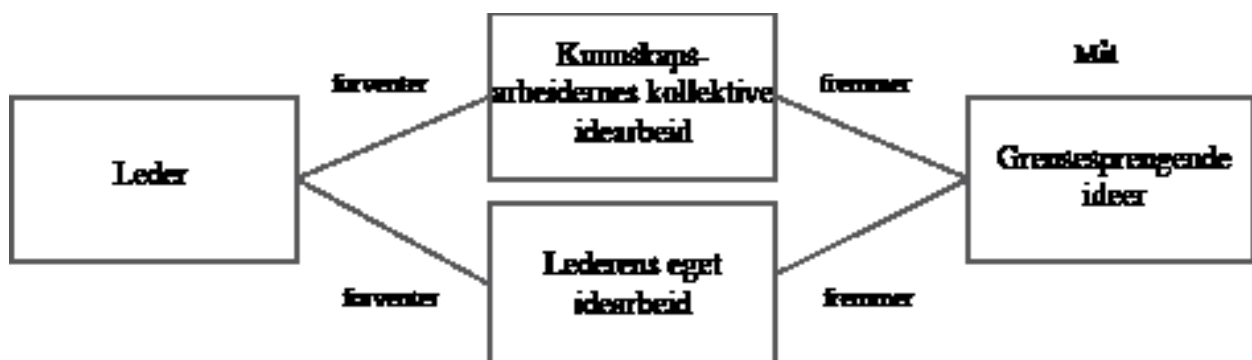 Leder
forventer
forventer
Kunnskaps-
arbeidernes kollektive
idearbeid
Lederens eget
idearbeid
fremmer
fremmer
Mål
Grensesprengende
ideer